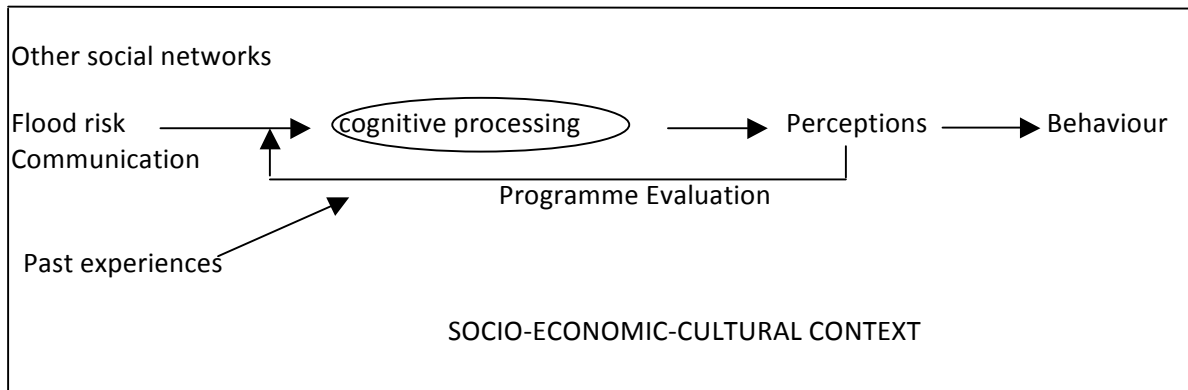 Other social networks
Flood risk cognitive processing Perceptions Behaviour
Communication
Programme Evaluation
Past experiences
SOCIO-ECONOMIC-CULTURAL CONTEXT